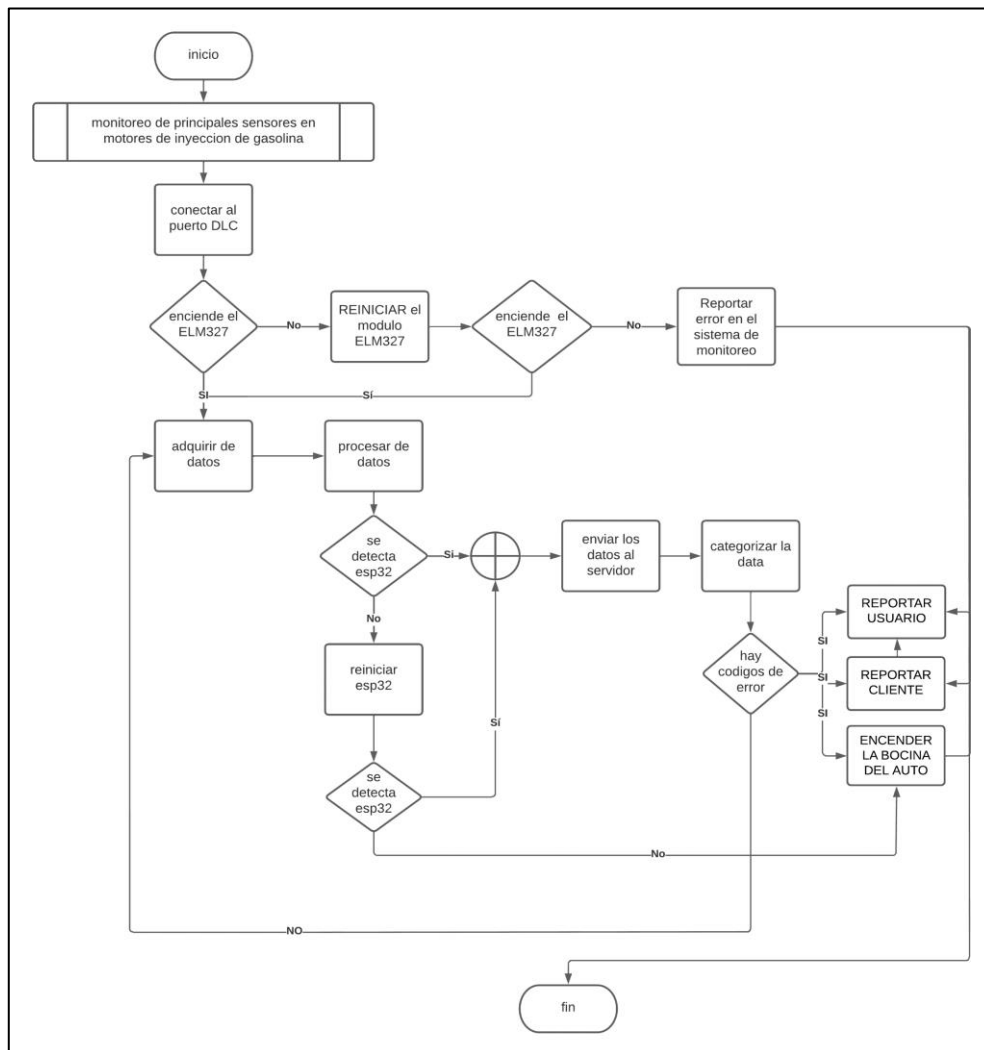 inicio
monitoreo de principales sensores en
motores de inyeccion de gasolina
conectar al
puerto DLC
enciende el
ELM327
No
REINICIAR el
modulo
ELM327
enciende el
ELM327
No
Reportar
error en el
sistema de
monitoreo
SI
Sí
adquirir de
datos
procesar de
datos
se
detecta
esp32
Si
enviar los
datos al
servidor
categorizar la
data
No
reiniciar
esp32
Sí
se
detecta
esp32
No
hay
codigos de
error
SI
SI
SI
REPORTAR
USUARIO
REPORTAR
CLIENTE
ENCENDER
LA BOCINA
DEL AUTO
NO
fin